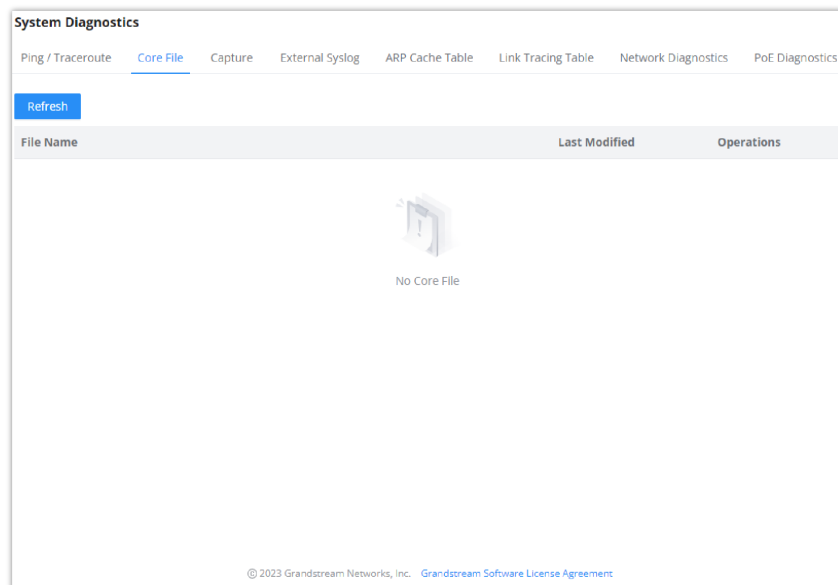 System Diagnostics
Ping / Traceroute Core File Capture External Syslog ARP Cache Table Link Tracing Table Network Diagnostics PoE Diagnostics
Refresh
File Name Last Modified Operations
No Core File
© 2023 Grandstream Networks, Inc. Grandstream Software License Agreement